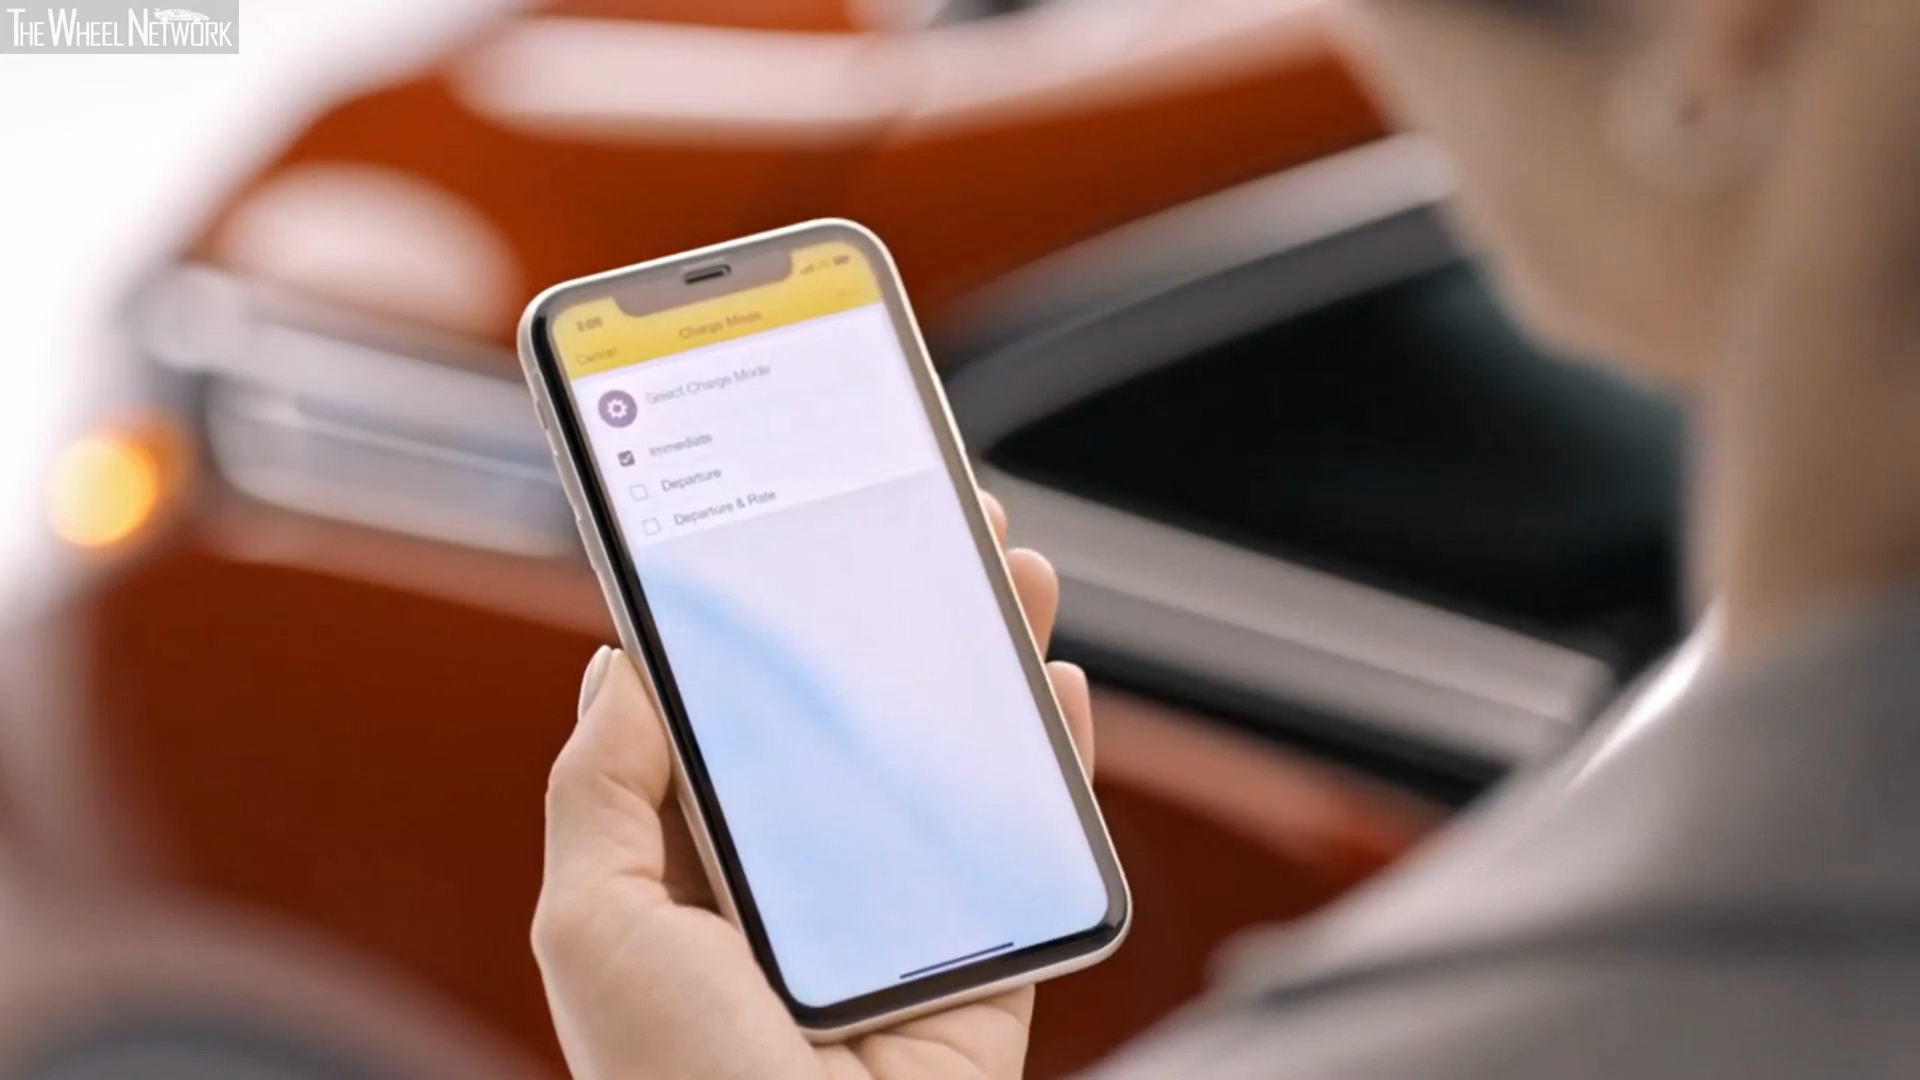 THE WHEEL NETWORK
Charge Mode
Cancel
Select Charge Mode
Immediate
Departure
Departure & Rate